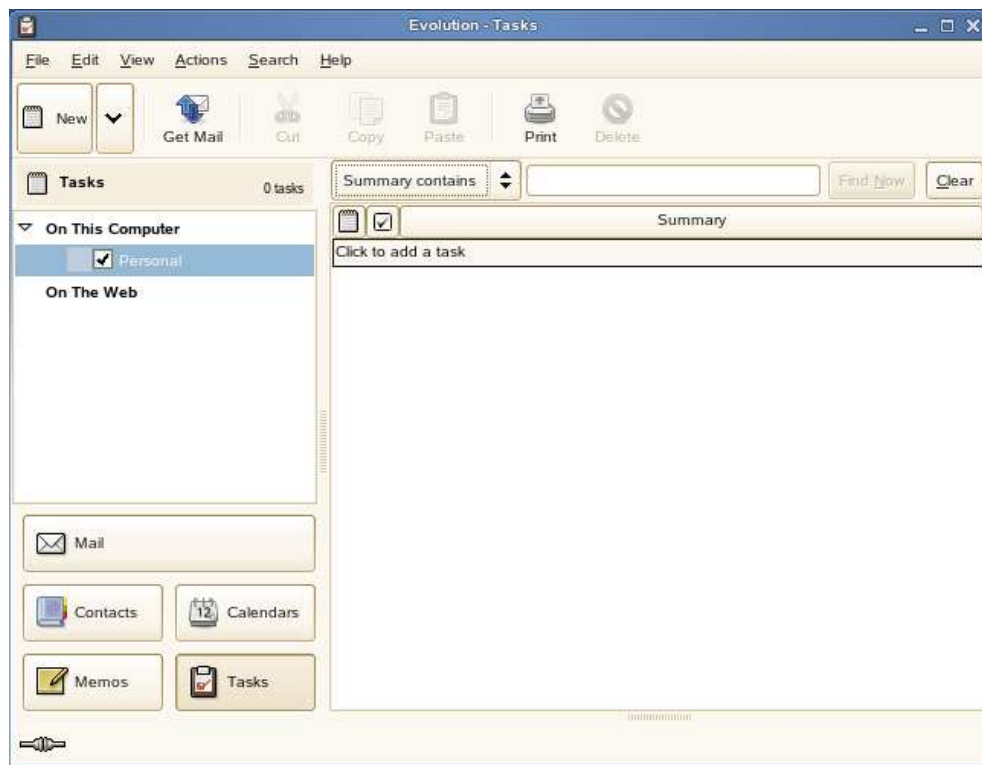 Evolution - Tasks
File Edit View Actions Search Help
New Get Mail Cut Copy Paste Print Delete
Tasks 0 tasks Summary contains Find Now Clear
Summary
Click to add a task
On This Computer
Personal
On The Web
Mail
Contacts 12 Calendars
Memos Tasks